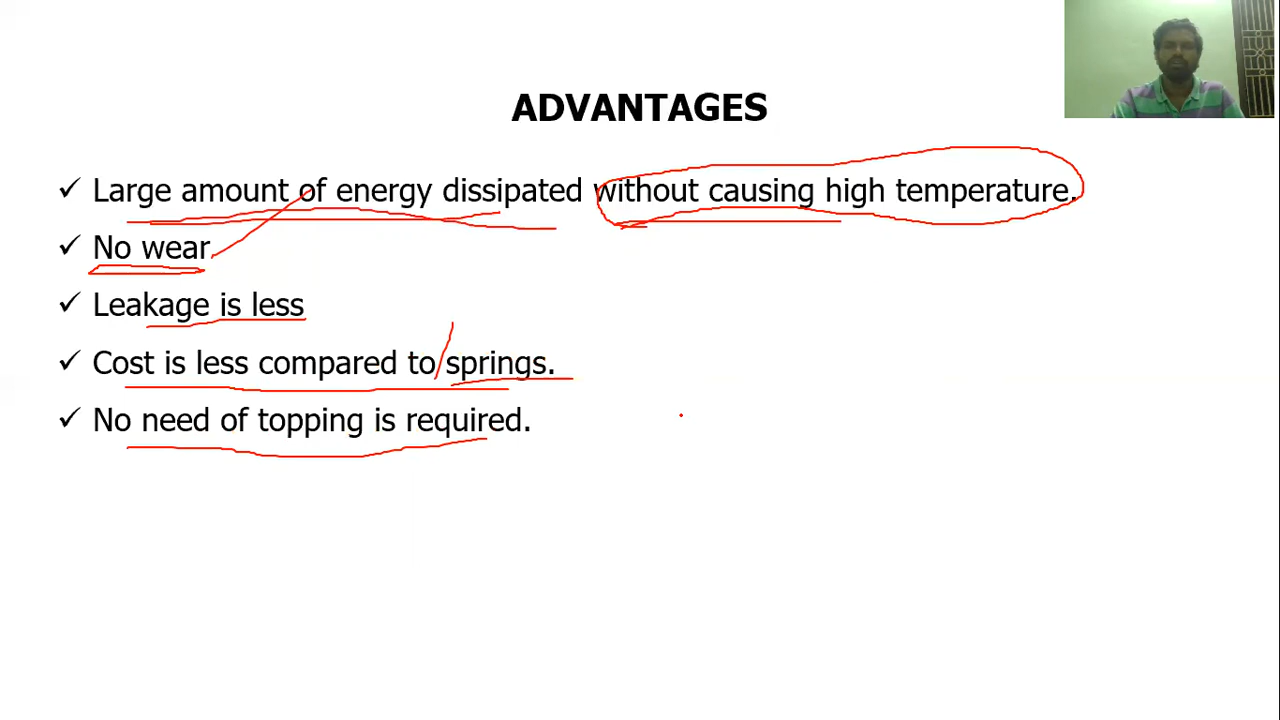 ADVANTAGES
✓ Large amount of energy dissipated without causing high temperature.
✓ No wear
✓ Leakage is less
✓ Cost is less compared to springs.
✓ No need of topping is required.